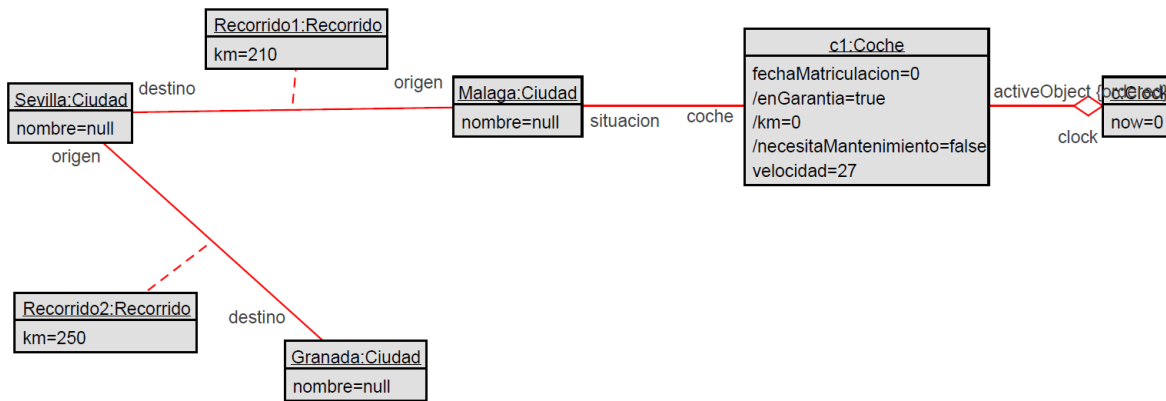 Recorrido1:Recorrido
km=210
destino
origen
Sevilla:Ciudad
nombre=null
origen
Malaga:Ciudad
nombre=null
situacion
coche
c1:Coche
fechaMatriculacion=0
/enGarantia=true
/km=0
/necesitaMantenimiento=false
velocidad=27
activeObject {ordered}
c:Clock
now=0
clock
Recorrido2:Recorrido
km=250
destino
Granada:Ciudad
nombre=null